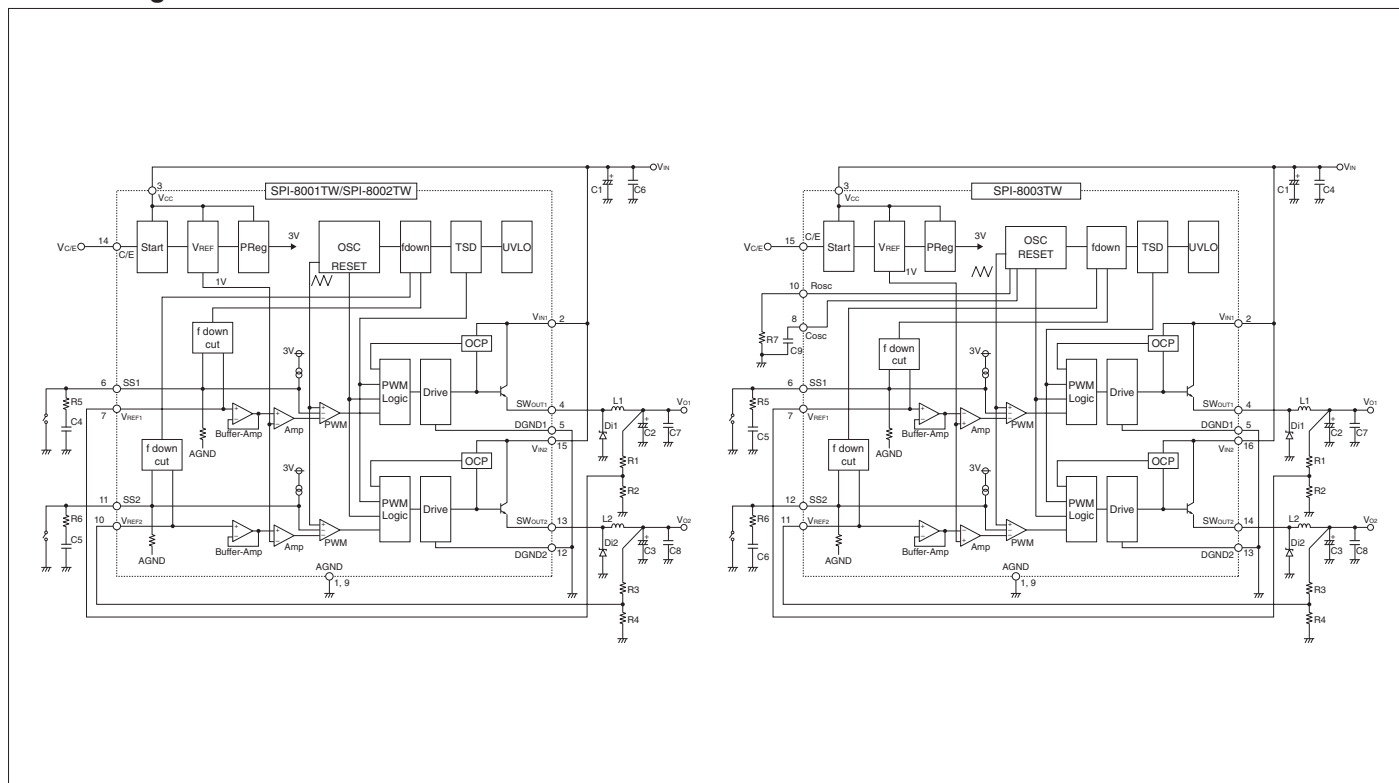 SPI-8001TW/SPI-8002TW
VIN
C1
+
C6
3
VCC
VC/E
14
C/E
Start
VREF
PReg
3V
OSC
RESET
fdown
TSD
UVLO
1V
f down
cut
VIN1
2
OCP
3V
6
SS1
PWM
Logic
Drive
R5
C4
7
VREF1
Buffer-Amp
Amp
PWM
SWOUT1
4
L1
VO1
DGND1
5
Di1
+
C2
C7
VIN2
15
AGND
f down
cut
OCP
R1
R2
3V
11
SS2
PWM
Logic
Drive
R6
C5
10
VREF2
Buffer-Amp
Amp
PWM
SWOUT2
13
L2
VO2
DGND2
12
Di2
+
C3
C8
AGND
AGND
1, 9
R3
R4
SPI-8003TW
VIN
C1
+
C4
3
VCC
VC/E
15
C/E
Start
VREF
PReg
3V
OSC
RESET
fdown
TSD
UVLO
1V
10
Rosc
8
Cosc
R7
C9
f down
cut
VIN1
2
OCP
3V
6
SS1
PWM
Logic
Drive
R5
C5
7
VREF1
Buffer-Amp
Amp
PWM
SWOUT1
4
L1
VO1
DGND1
5
Di1
+
C2
C7
VIN2
16
AGND
f down
cut
OCP
R1
R2
3V
12
SS2
PWM
Logic
Drive
R6
C6
11
VREF2
Buffer-Amp
Amp
PWM
SWOUT2
14
L2
VO2
DGND2
13
Di2
+
C3
C8
AGND
AGND
1, 9
R3
R4